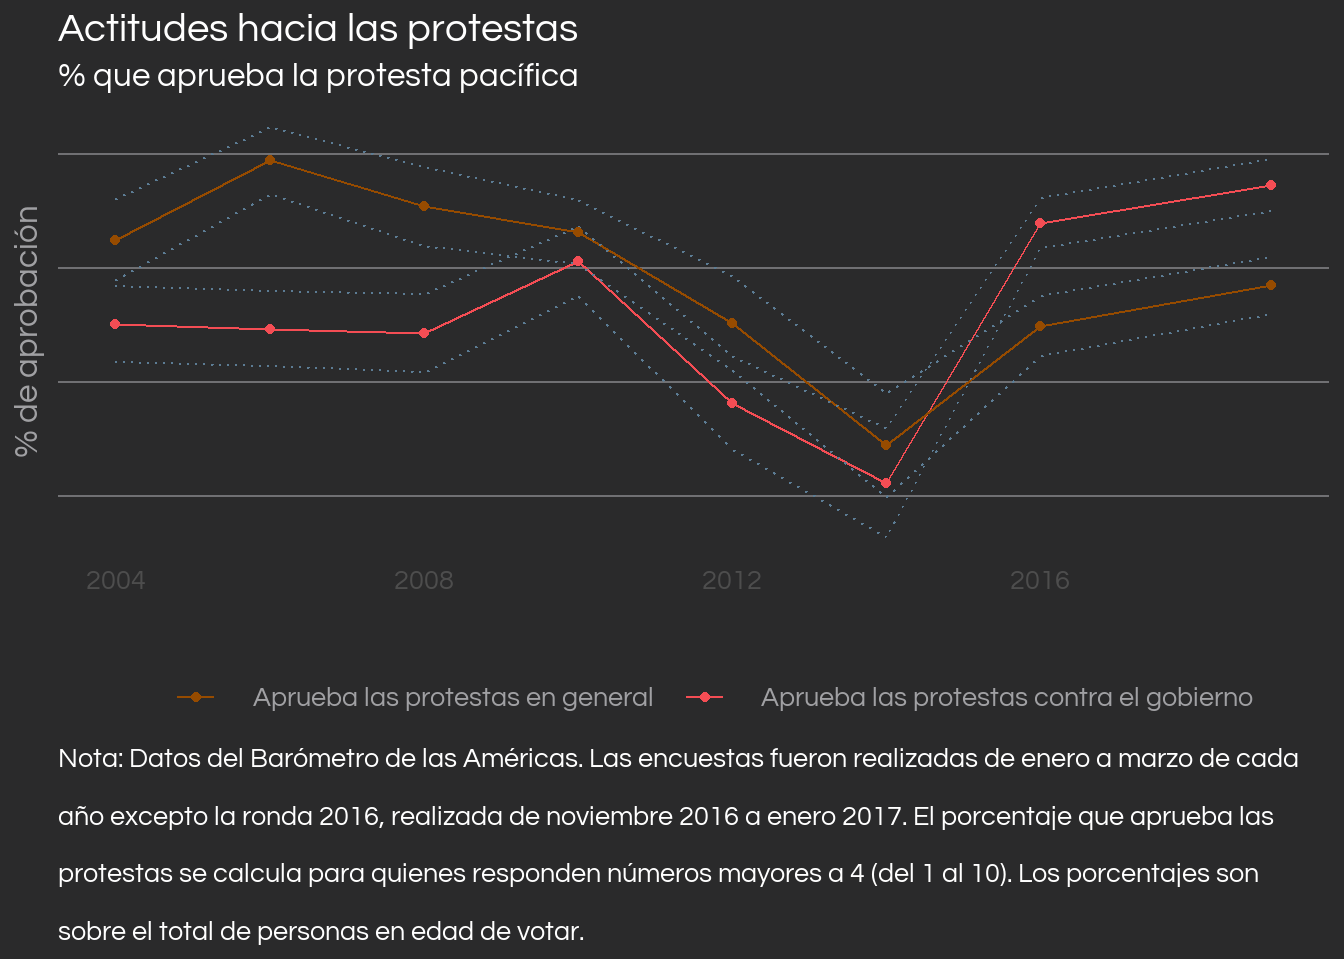 Actitudes hacia las protestas
% que aprueba la protesta pacífica
% de aprobación
2004 2008 2012 2016
Aprueba las protestas en general Aprueba las protestas contra el gobierno
Nota: Datos del Barómetro de las Américas. Las encuestas fueron realizadas de enero a marzo de cada
año excepto la ronda 2016, realizada de noviembre 2016 a enero 2017. El porcentaje que aprueba las
protestas se calcula para quienes responden números mayores a 4 (del 1 al 10). Los porcentajes son
sobre el total de personas en edad de votar.